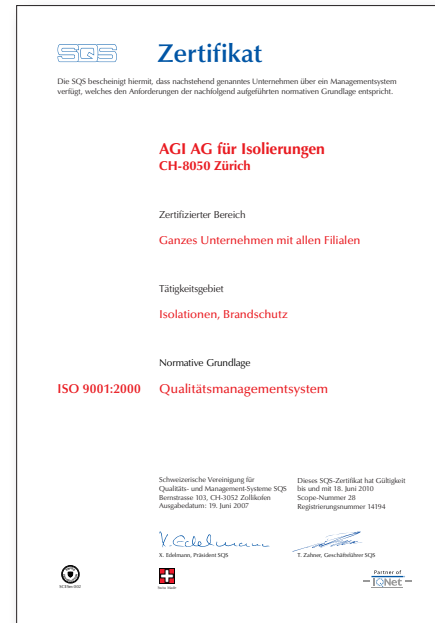 SQS
Zertifikat
Die SQS bescheinigt hiermit, dass nachstehend genanntes Unternehmen über ein Managementsystem
verfügt, welches den Anforderungen der nachfolgend aufgeführten normativen Grundlage entspricht.
AGI AG für Isolierungen
CH-8050 Zürich
Zertifizierter Bereich
Ganzes Unternehmen mit allen Filialen
Tätigkeitsgebiet
Isolationen, Brandschutz
Normative Grundlage
ISO 9001:2000 Qualitätsmanagementsystem
Schweizerische Vereinigung für
Qualitäts- und Management-Systeme SQS
Bernstrasse 103, CH-3052 Zollikofen
Ausgabedatum: 19. Juni 2007
Dieses SQS-Zertifikat hat Gültigkeit
bis und mit 18. Juni 2010
Scope-Nummer 28
Registrierungsnummer 14194
X. Edelmann
X. Edelmann, Präsident SQS
T. Zahner, Geschäftsführer SQS
Swiss Made
Partner of
IQNet